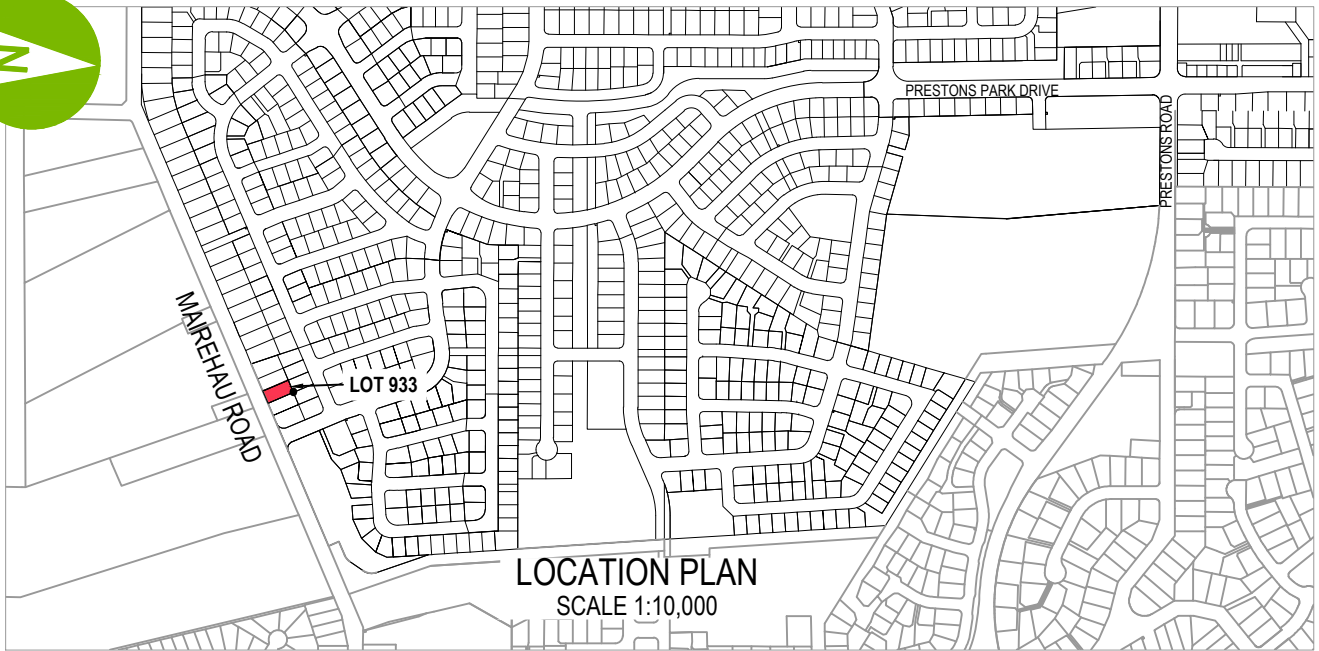 N
PRESTONS PARK DRIVE
PRESTONS ROAD
MAIREHAU ROAD
LOT 933
LOCATION PLAN
SCALE 1:10,000